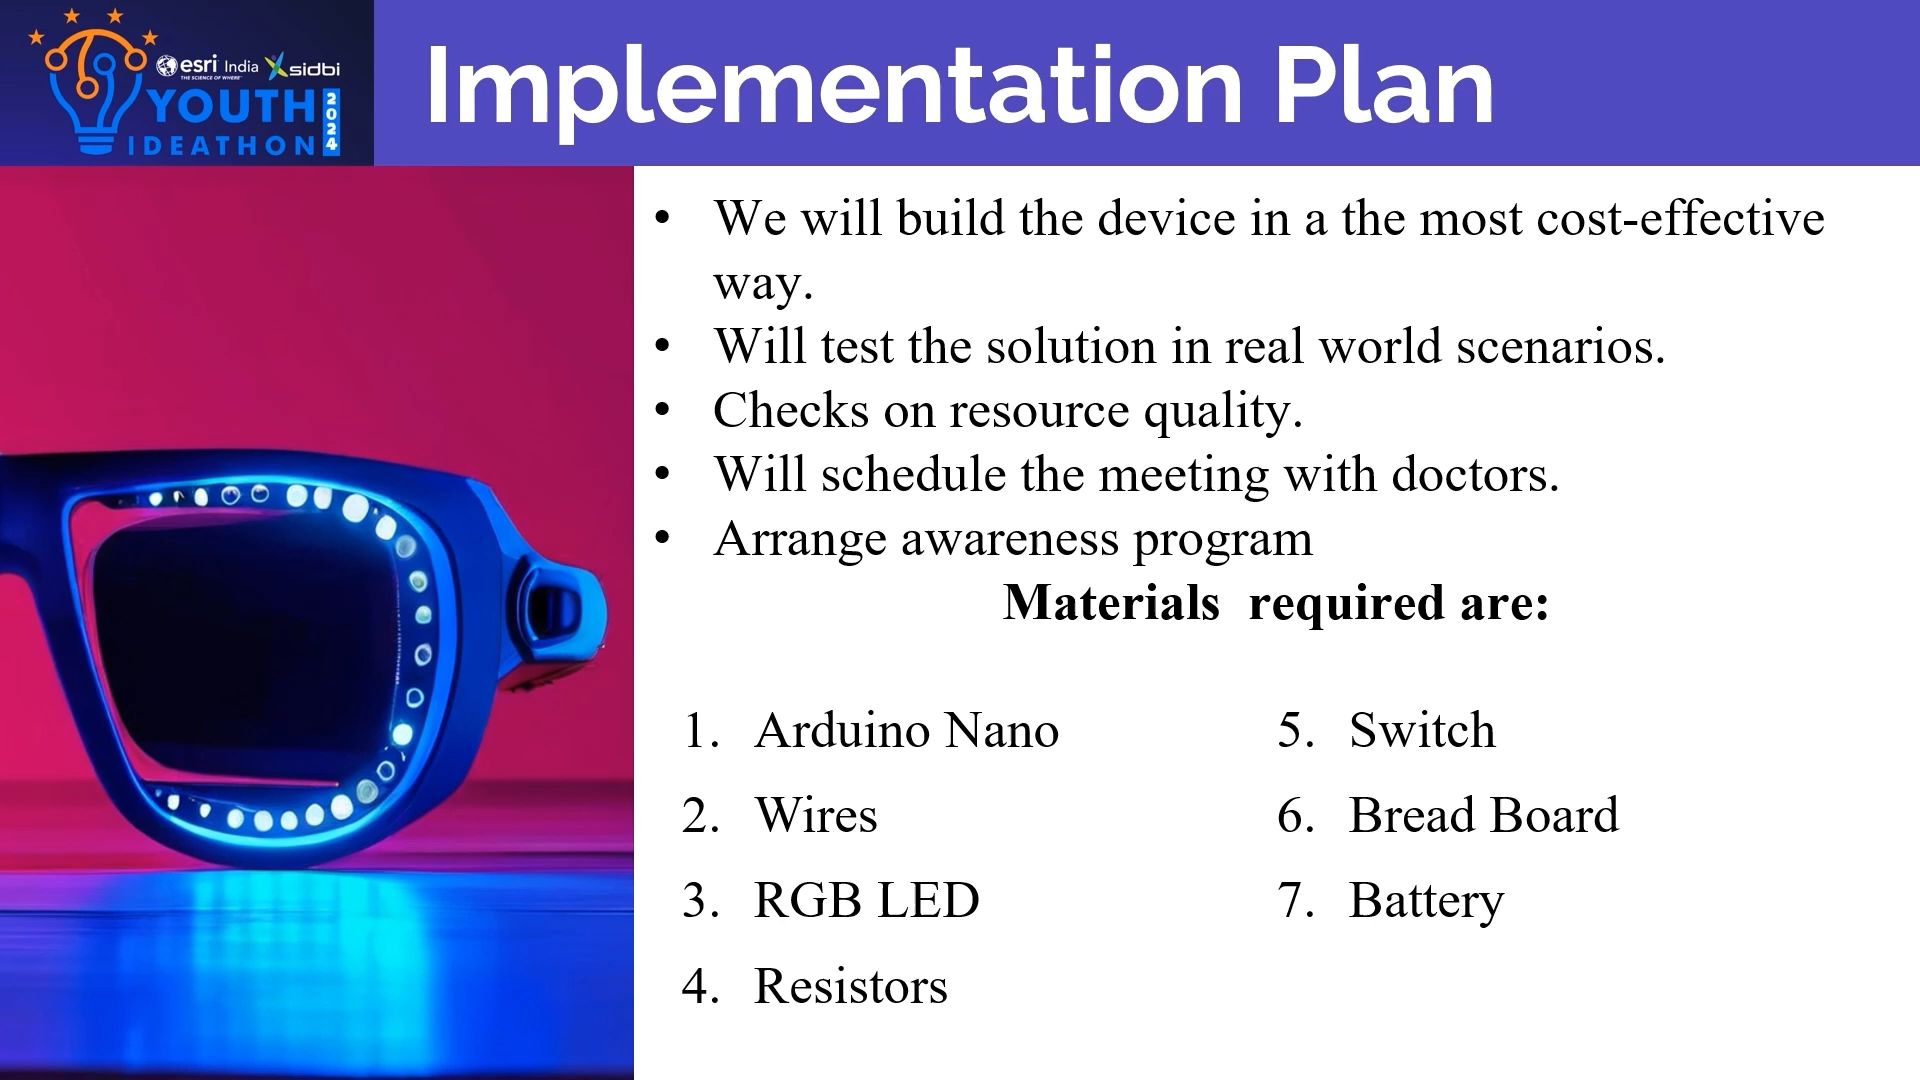 esri India
THE SCIENCE OF WHERE™
sidbi
YOUTH
IDEATHON
2024
Implementation Plan
• We will build the device in a the most cost-effective
way.
• Will test the solution in real world scenarios.
• Checks on resource quality.
• Will schedule the meeting with doctors.
• Arrange awareness program
Materials  required are:
1. Arduino Nano
2. Wires
3. RGB LED
4. Resistors
5. Switch
6. Bread Board
7. Battery